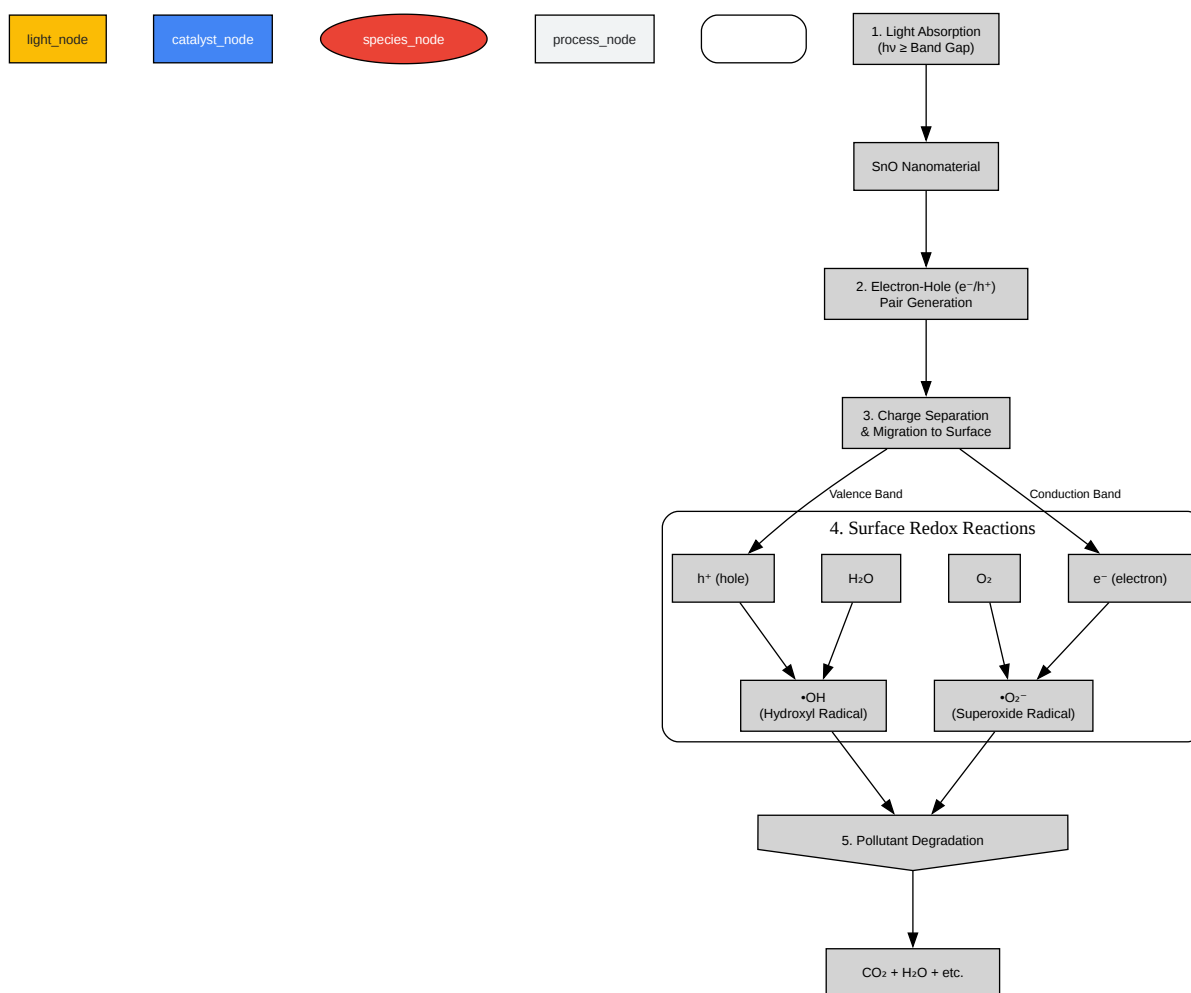 light_node
catalyst_node
species_node
process_node
1. Light Absorption
(hν ≥ Band Gap)
SnO Nanomaterial
2. Electron-Hole (e⁻/h⁺)
Pair Generation
3. Charge Separation
& Migration to Surface
Valence Band
Conduction Band
4. Surface Redox Reactions
h⁺ (hole)
H₂O
O₂
e⁻ (electron)
•OH
(Hydroxyl Radical)
•O₂⁻
(Superoxide Radical)
5. Pollutant Degradation
CO₂ + H₂O + etc.